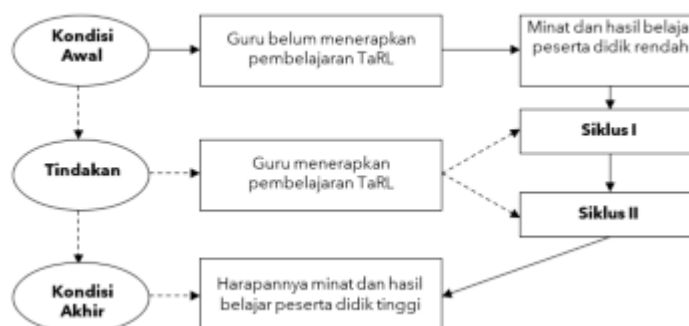 Kondisi
Awal
Guru belum menerapkan
pembelajaran TaRL
Minat dan hasil belajar
peserta didik rendah
Siklus I
Tindakan
Guru menerapkan
pembelajaran TaRL
Siklus II
Kondisi
Akhir
Harapannya minat dan hasil
belajar peserta didik tinggi